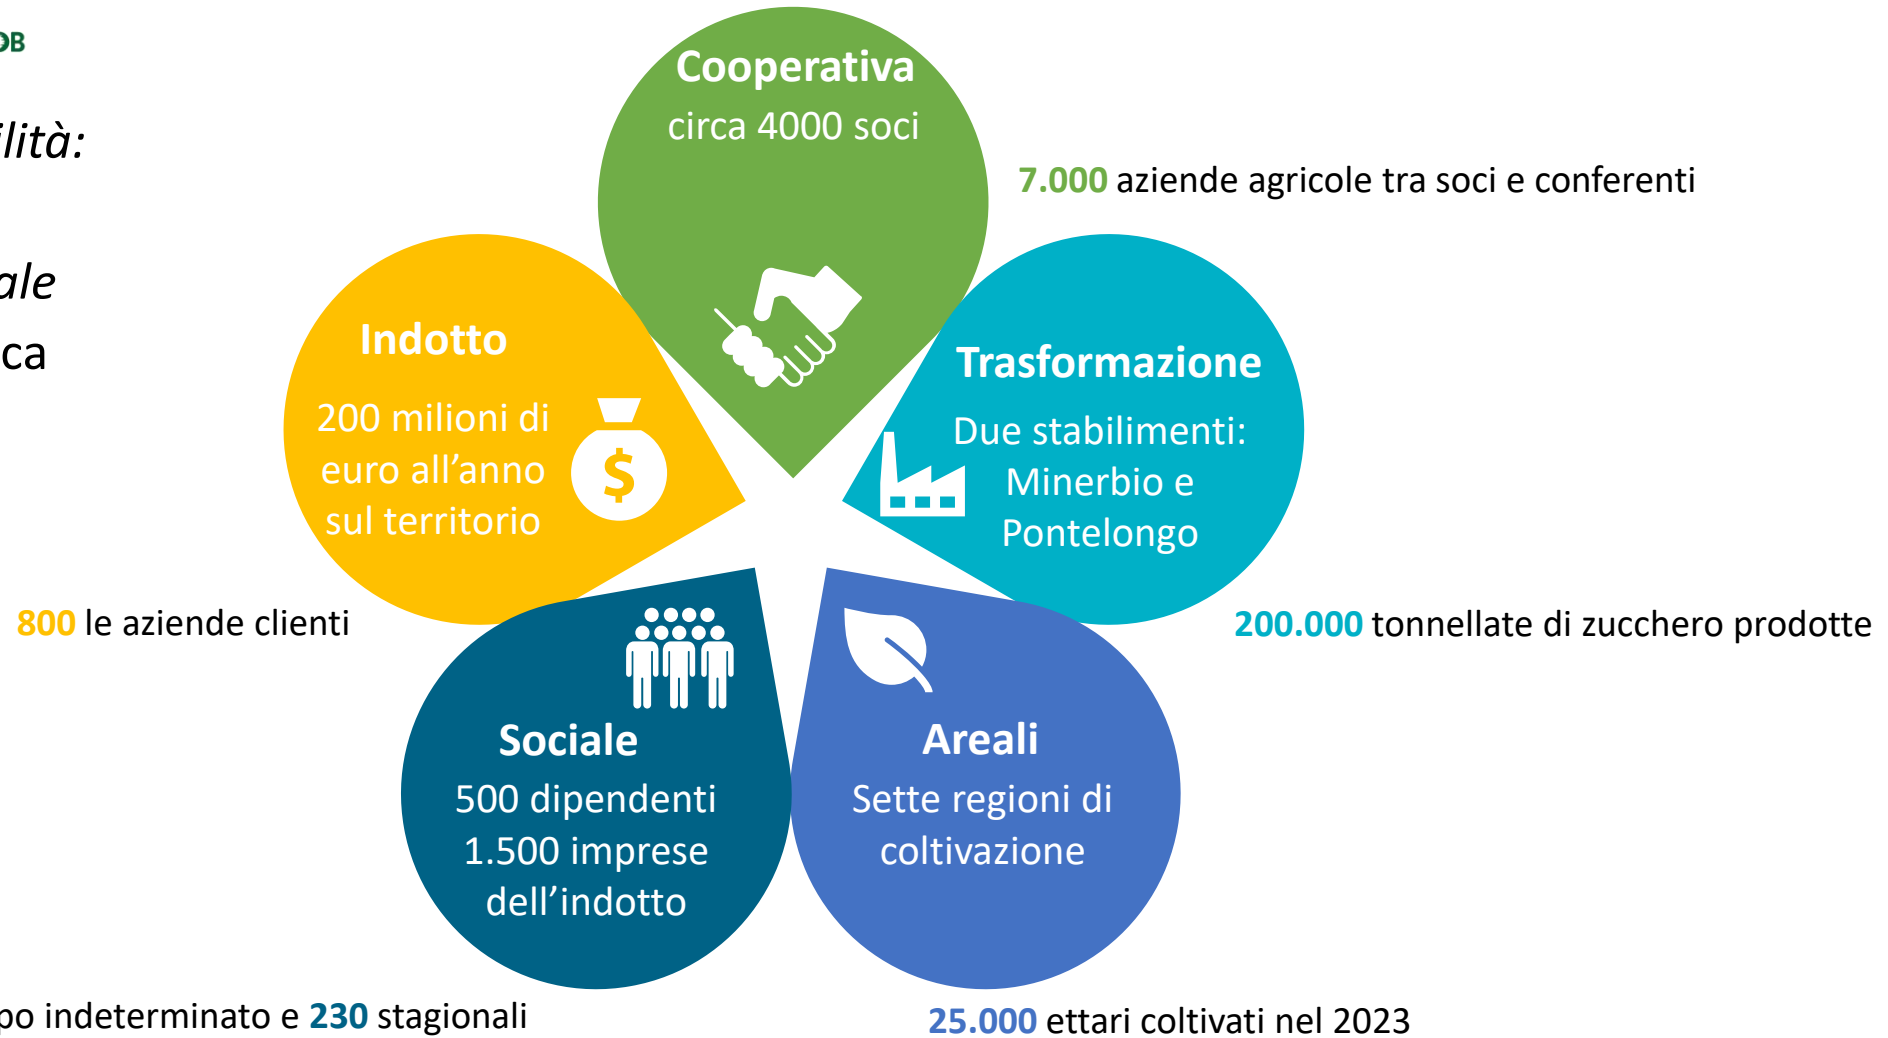 OB
ilità:
ale
ca
Cooperativa
circa 4000 soci
7.000 aziende agricole tra soci e conferenti
Indotto
200 milioni di
euro all'anno
sul territorio
$
800 le aziende clienti
Trasformazione
Due stabilimenti:
Minerbio e
Pontelongo
200.000 tonnellate di zucchero prodotte
Sociale
500 dipendenti
1.500 imprese
dell'indotto
po indeterminato e 230 stagionali
Areali
Sette regioni di
coltivazione
25.000 ettari coltivati nel 2023